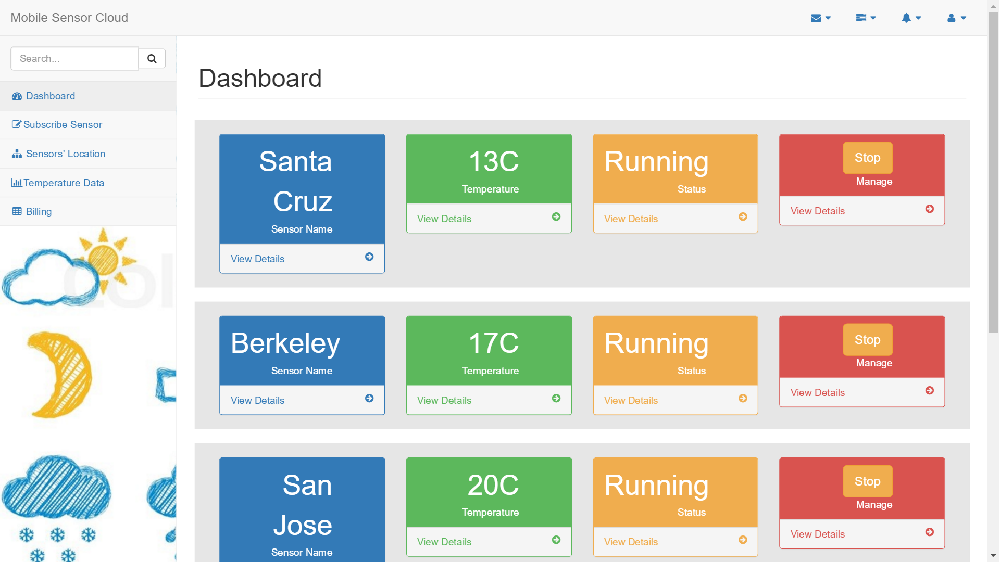 Mobile Sensor Cloud
Search...
Dashboard
Subscribe Sensor
Sensors' Location
Temperature Data
Billing
Dashboard
Santa
Cruz
Sensor Name
View Details
13C
Temperature
View Details
Running
Status
View Details
Stop
Manage
View Details
Berkeley
Sensor Name
View Details
17C
Temperature
View Details
Running
Status
View Details
Stop
Manage
View Details
San
Jose
Sensor Name
20C
Temperature
View Details
Running
Status
View Details
Stop
Manage
View Details